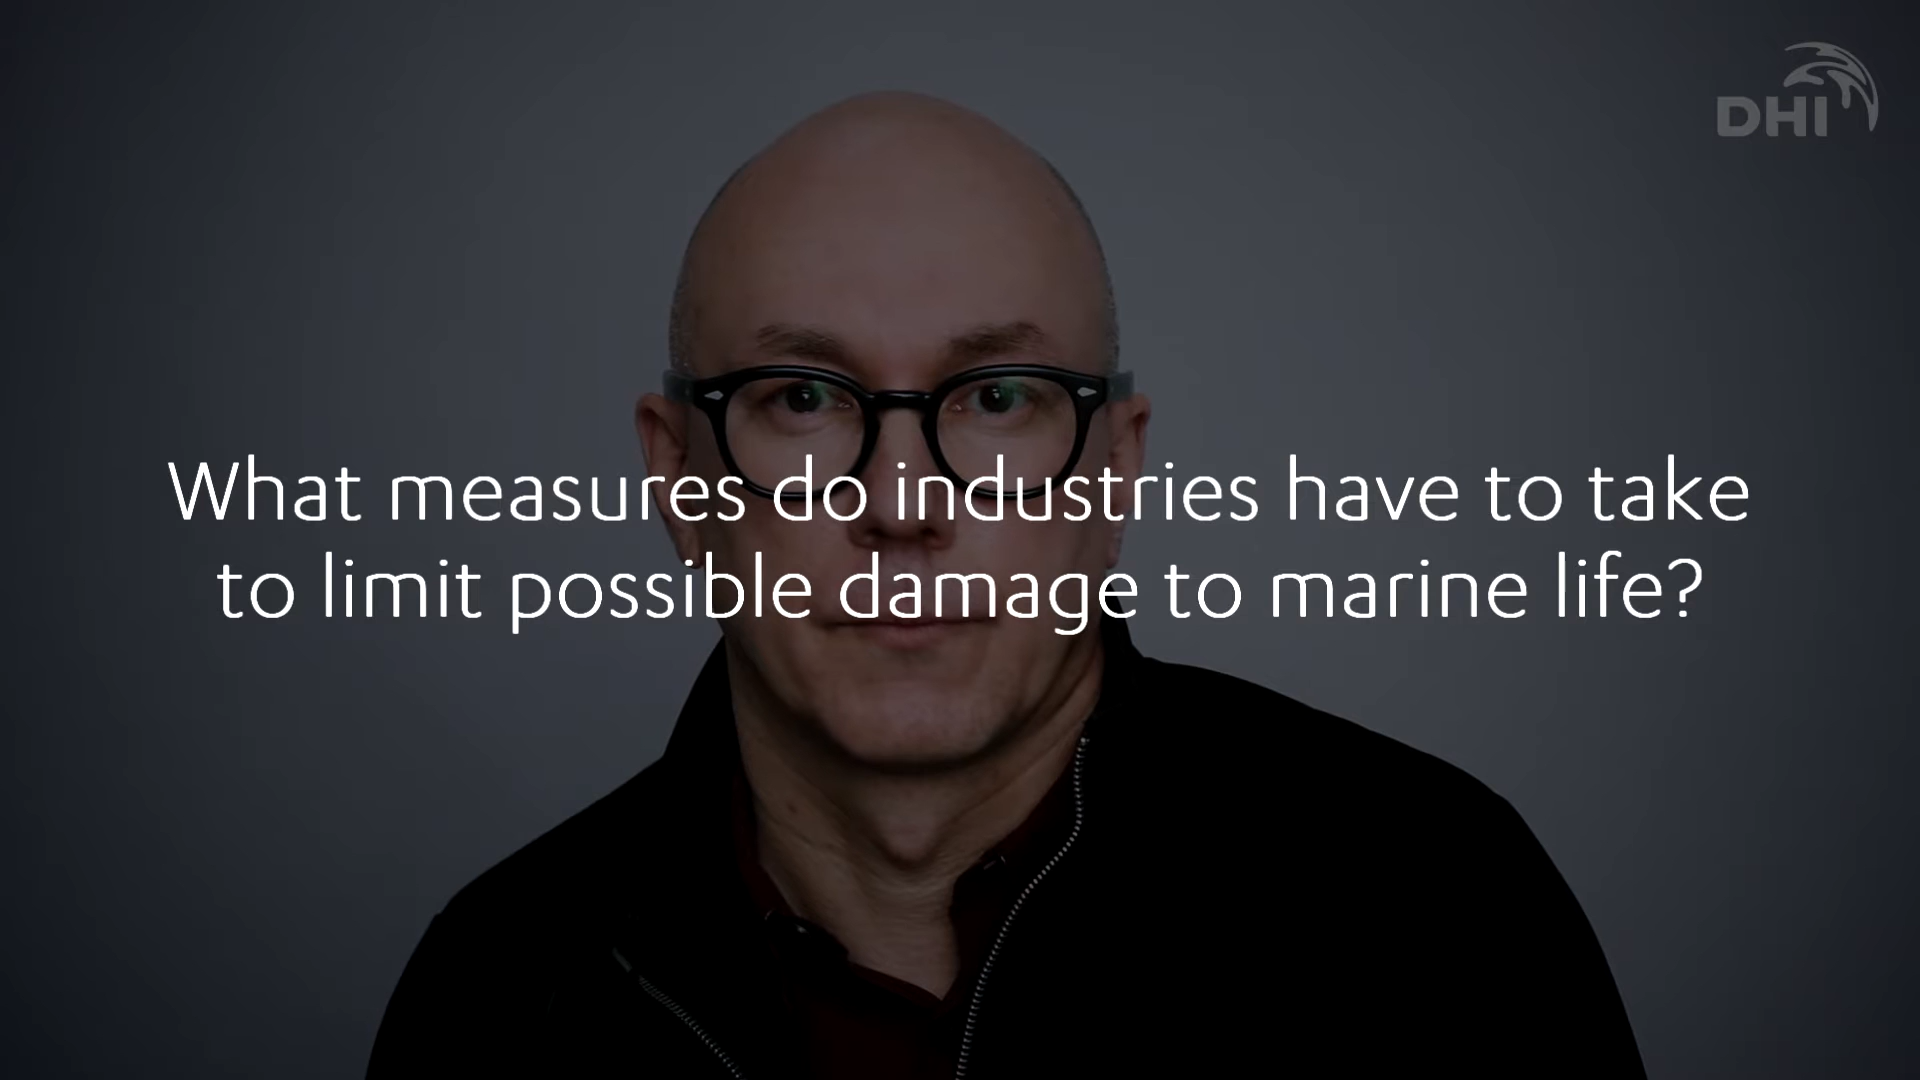 DHI
What measures do industries have to take
to limit possible damage to marine life?